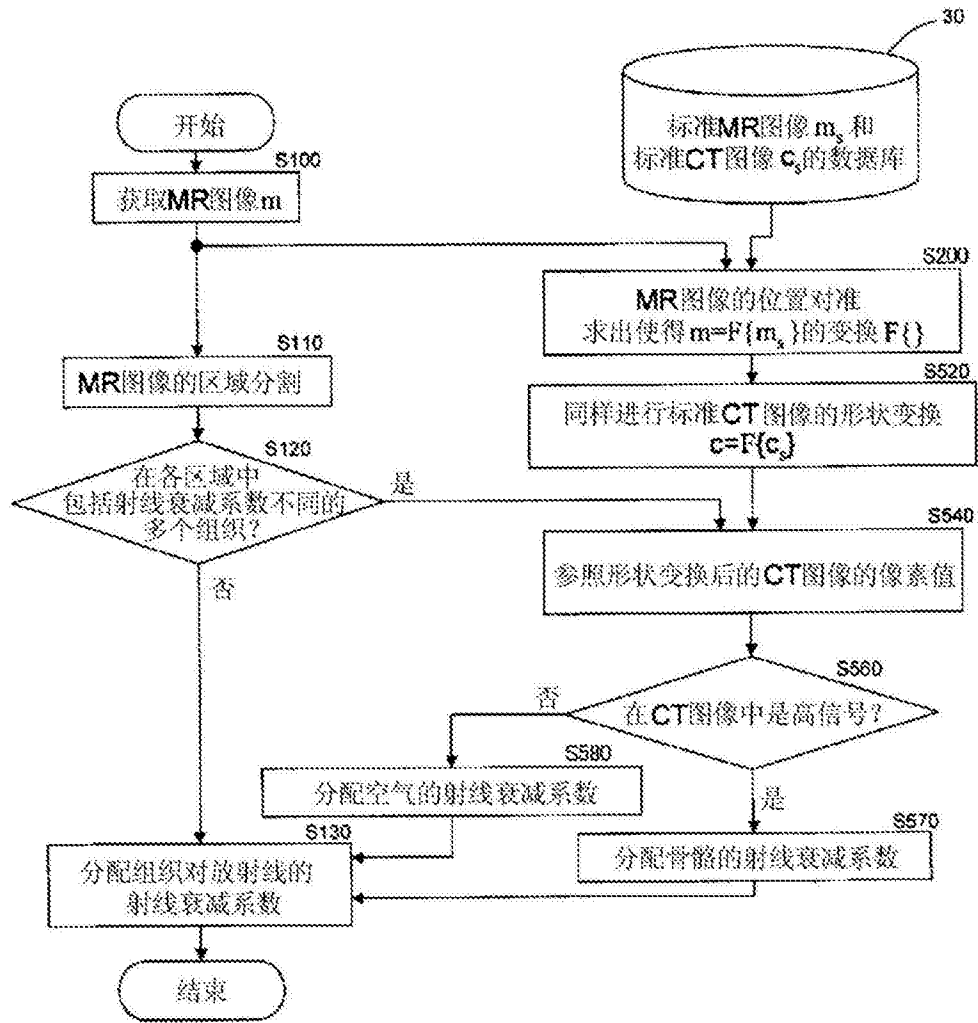 30
标准MR图像 ms 和
标准CT图像 cs的数据库
开始
S100
获取MR图像m
S200
MR图像的位置对准
求出使得 m=F{ms}的变换 F{}
S110
MR图像的区域分割
S520
同样进行标准CT图像的形状变换
c=F{cs}
S120
在各区域中
包括射线衰减系数不同的
多个组织?
是
否
S540
参照形状变换后的CT图像的像素值
S560
在CT图像中是高信号?
否
是
S580
分配空气的射线衰减系数
S570
分配骨骼的射线衰减系数
S130
分配组织对放射线的
射线衰减系数
结束